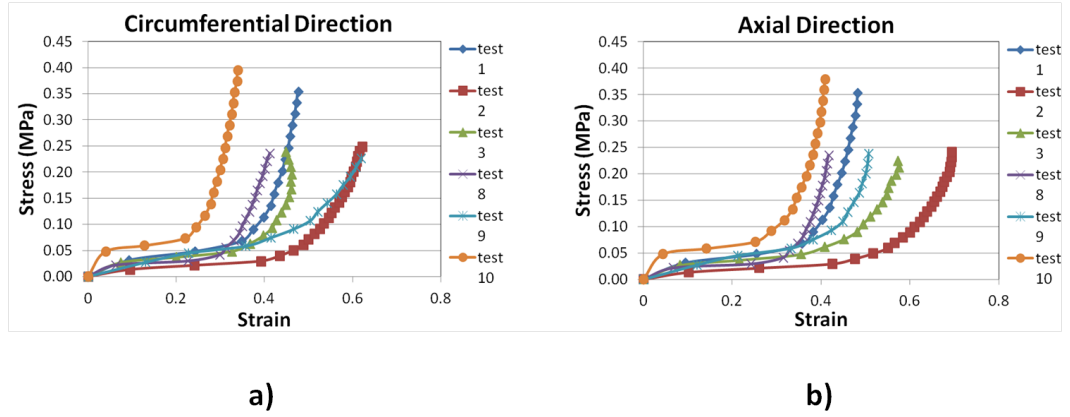 Circumferential Direction
Stress (MPa)
0.45
0.40
0.35
0.30
0.25
0.20
0.15
0.10
0.05
0.00
0
0.2
0.4
0.6
0.8
Strain
test
1
test
2
test
3
test
8
test
9
test
10
a)
Axial Direction
Stress (MPa)
0.45
0.40
0.35
0.30
0.25
0.20
0.15
0.10
0.05
0.00
0
0.2
0.4
0.6
0.8
Strain
test
1
test
2
test
3
test
8
test
9
test
10
b)